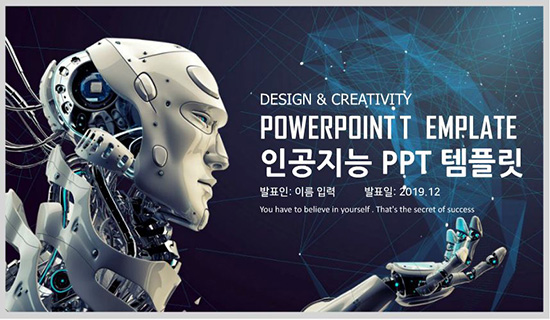 DESIGN & CREATIVITY
POWERPOINT T EMPLATE
인공지능 PPT 템플릿
발표인: 이름 입력 발표일: 2019.12
You have to believe in yourself . That's the secret of success